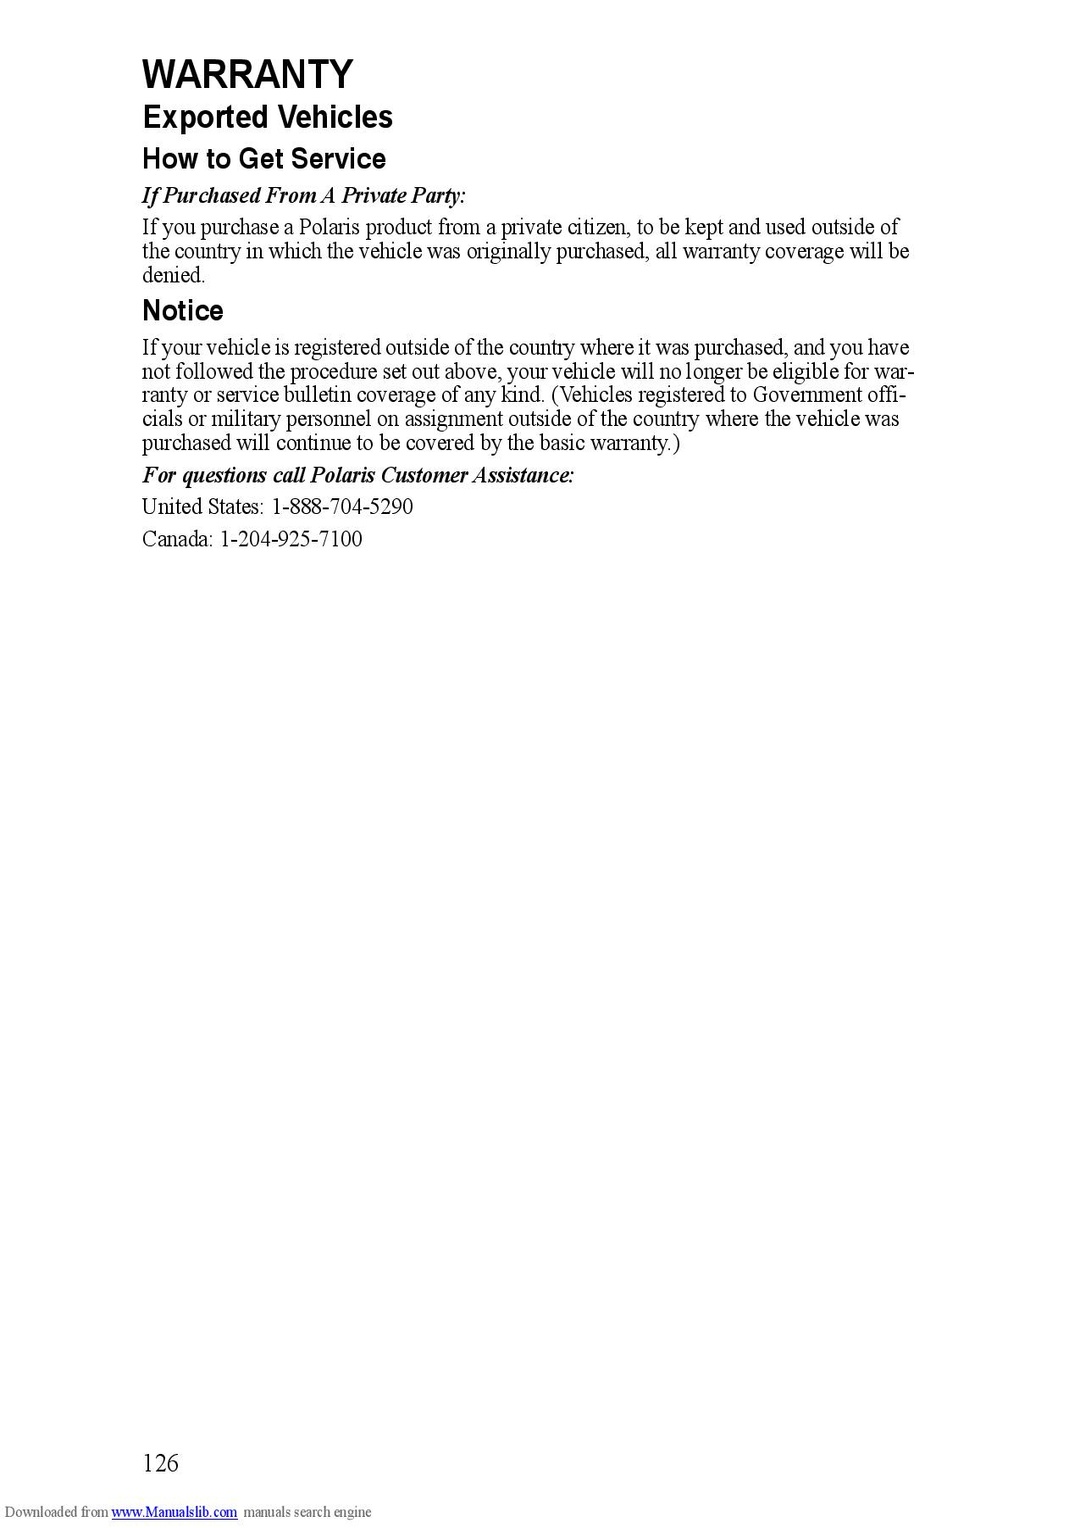 WARRANTY
Exported Vehicles
How to Get Service
If Purchased From A Private Party:
If you purchase a Polaris product from a private citizen, to be kept and used outside of
the country in which the vehicle was originally purchased, all warranty coverage will be
denied.
Notice
If your vehicle is registered outside of the country where it was purchased, and you have
not followed the procedure set out above, your vehicle will no longer be eligible for war-
ranty or service bulletin coverage of any kind. (Vehicles registered to Government offi-
cials or military personnel on assignment outside of the country where the vehicle was
purchased will continue to be covered by the basic warranty.)
For questions call Polaris Customer Assistance:
United States: 1-888-704-5290
Canada: 1-204-925-7100
126
Downloaded from www.Manualslib.com manuals search engine